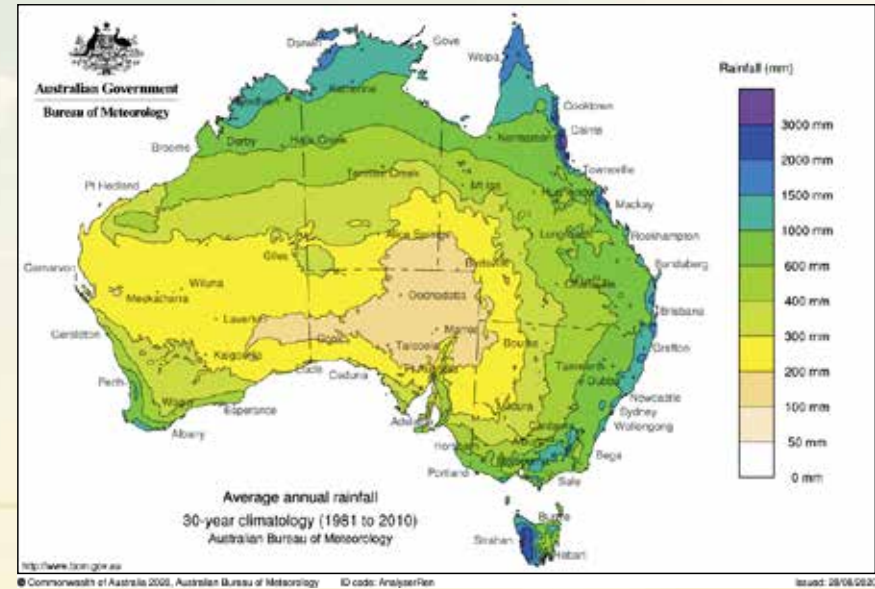 Australian Government
Bureau of Meteorology
Darwin
Gove
Weipa
Katherine
Cooktown
Cairns
Broome
Derby
Halls Creek
Normanton
Townsville
Pt Hedland
Tennant Creek
Mt Isa
Mackay
Longreach
Rockhampton
Alice Springs
Giles
Birdsville
Bundaberg
Carnarvon
Wiluna
Meekatharra
Oodnadatta
Charleville
Brisbane
Laverton
Marree
Geraldton
Cook
Tarcoola
Bourke
Grafton
Kalgoorlie
Eucla
Ceduna
Tamworth
Perth
Dubbo
Newcastle
Esperance
Sydney
Adelaide
Wollongong
Albany
Canberra
Portland
Bega
Sale
Burnie
Strahan
Hobart
Rainfall (mm)
3000 mm
2000 mm
1500 mm
1000 mm
600 mm
400 mm
300 mm
200 mm
100 mm
50 mm
0 mm
Average annual rainfall
30-year climatology (1981 to 2010)
Australian Bureau of Meteorology
http://www.bom.gov.au
© Commonwealth of Australia 2020, Australian Bureau of Meteorology
ID code: AnalyserRen
Issued: 28/08/2020